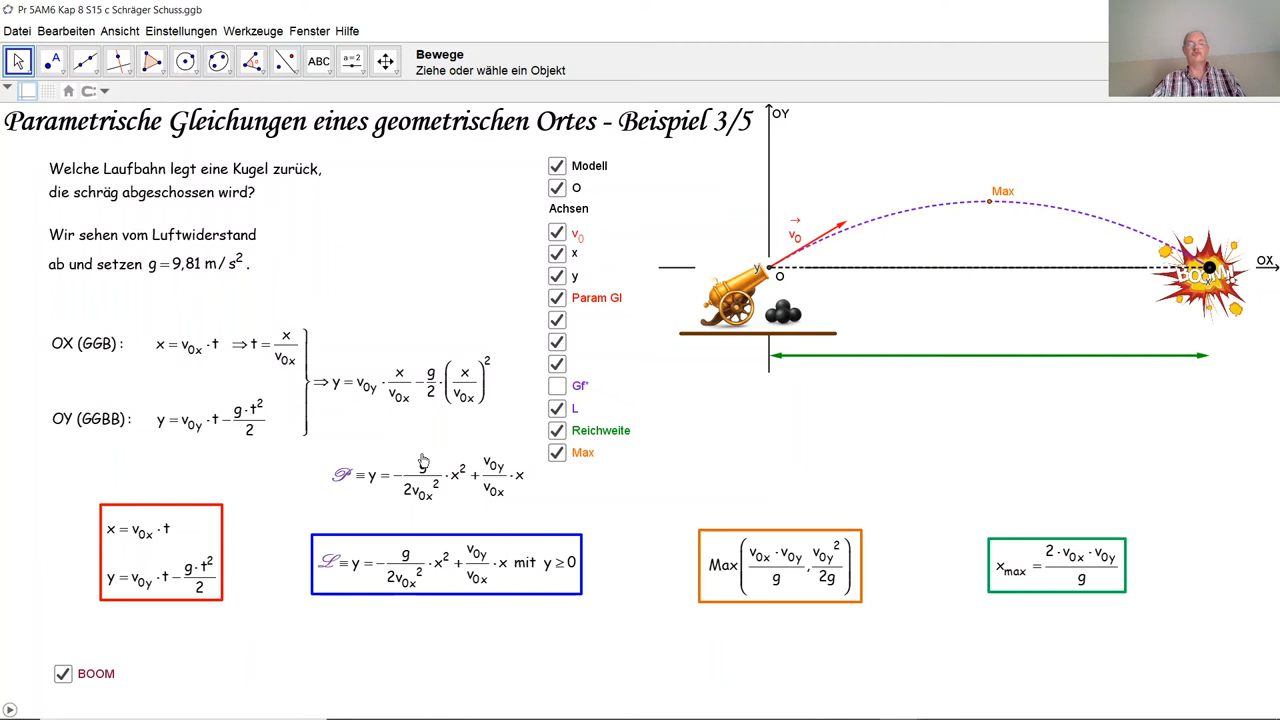 Pr 5AM6 Kap 8 S15 c Schräger Schuss.ggb
Datei Bearbeiten Ansicht Einstellungen Werkzeuge Fenster Hilfe
A ABC a=2
Bewege
Ziehe oder wähle ein Objekt
Parametrische Gleichungen eines geometrischen Ortes - Beispiel 3/5
Welche Laufbahn legt eine Kugel zurück,
die schräg abgeschossen wird?
Wir sehen vom Luftwiderstand
ab und setzen g = 9,81 m/s².
OX (GGB) : x = v₀ₓ · t ⇒ t = x / v₀ₓ
OY (GGBB) : y = v₀y · t − g · t² / 2
⇒ y = v₀y · x / v₀ₓ − g / 2 · (x / v₀ₓ)²
𝒫 ≡ y = − g / 2v₀ₓ² · x² + v₀y / v₀ₓ · x
Modell
O
Achsen
v₀
x
y
Param Gl
Gf*
L
Reichweite
Max
OY
Max
v₀
y
O
OX
BOOM!
x = v₀ₓ · t
y = v₀y · t − g · t² / 2
ℒ ≡ y = − g / 2v₀ₓ² · x² + v₀y / v₀ₓ · x mit y ≥ 0
Max (v₀ₓ · v₀y / g , v₀y² / 2g)
xmax = 2 · v₀ₓ · v₀y / g
BOOM